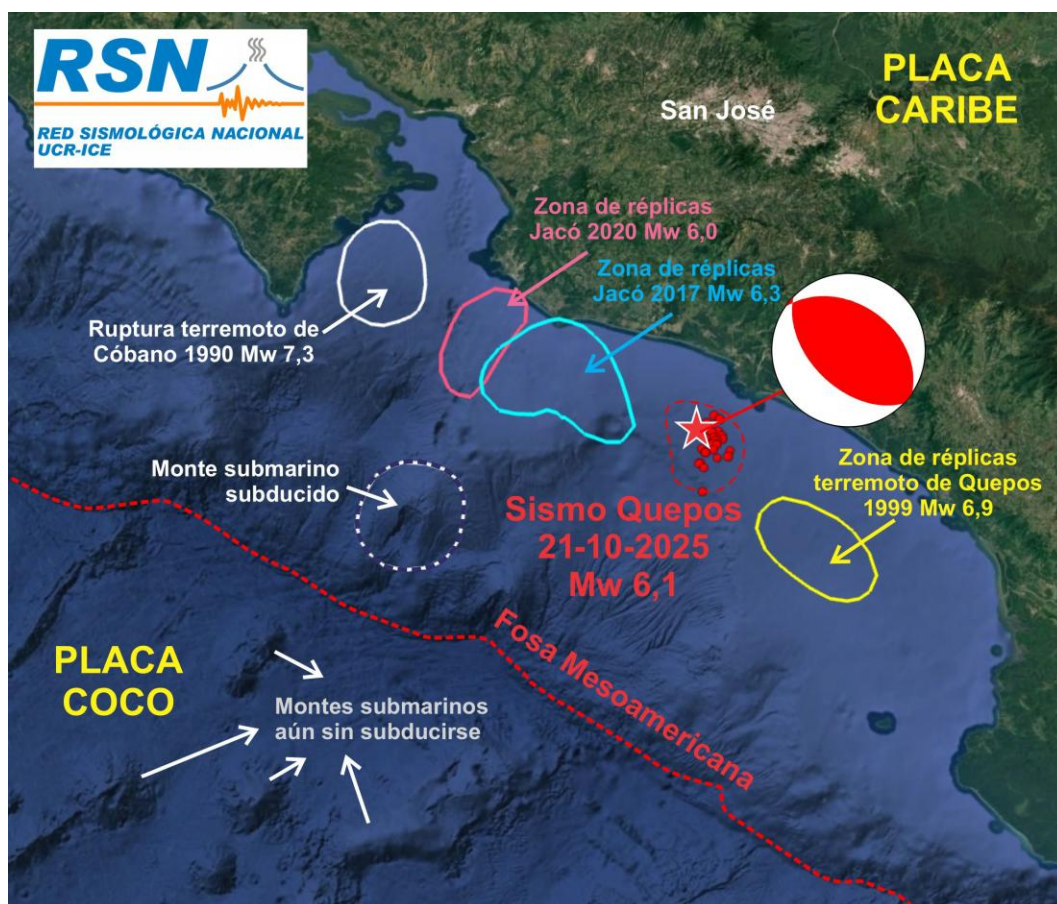 RSN
RED SISMOLÓGICA NACIONAL
UCR-ICE
PLACA
CARIBE
San José
Zona de réplicas
Jacó 2020 Mw 6,0
Zona de réplicas
Jacó 2017 Mw 6,3
Ruptura terremoto de
Cóbano 1990 Mw 7,3
Monte submarino
subducido
Zona de réplicas
terremoto de Quepos
1999 Mw 6,9
Sismo Quepos
21-10-2025
Mw 6,1
Fosa Mesoamericana
PLACA
COCO
Montes submarinos
aún sin subducirse